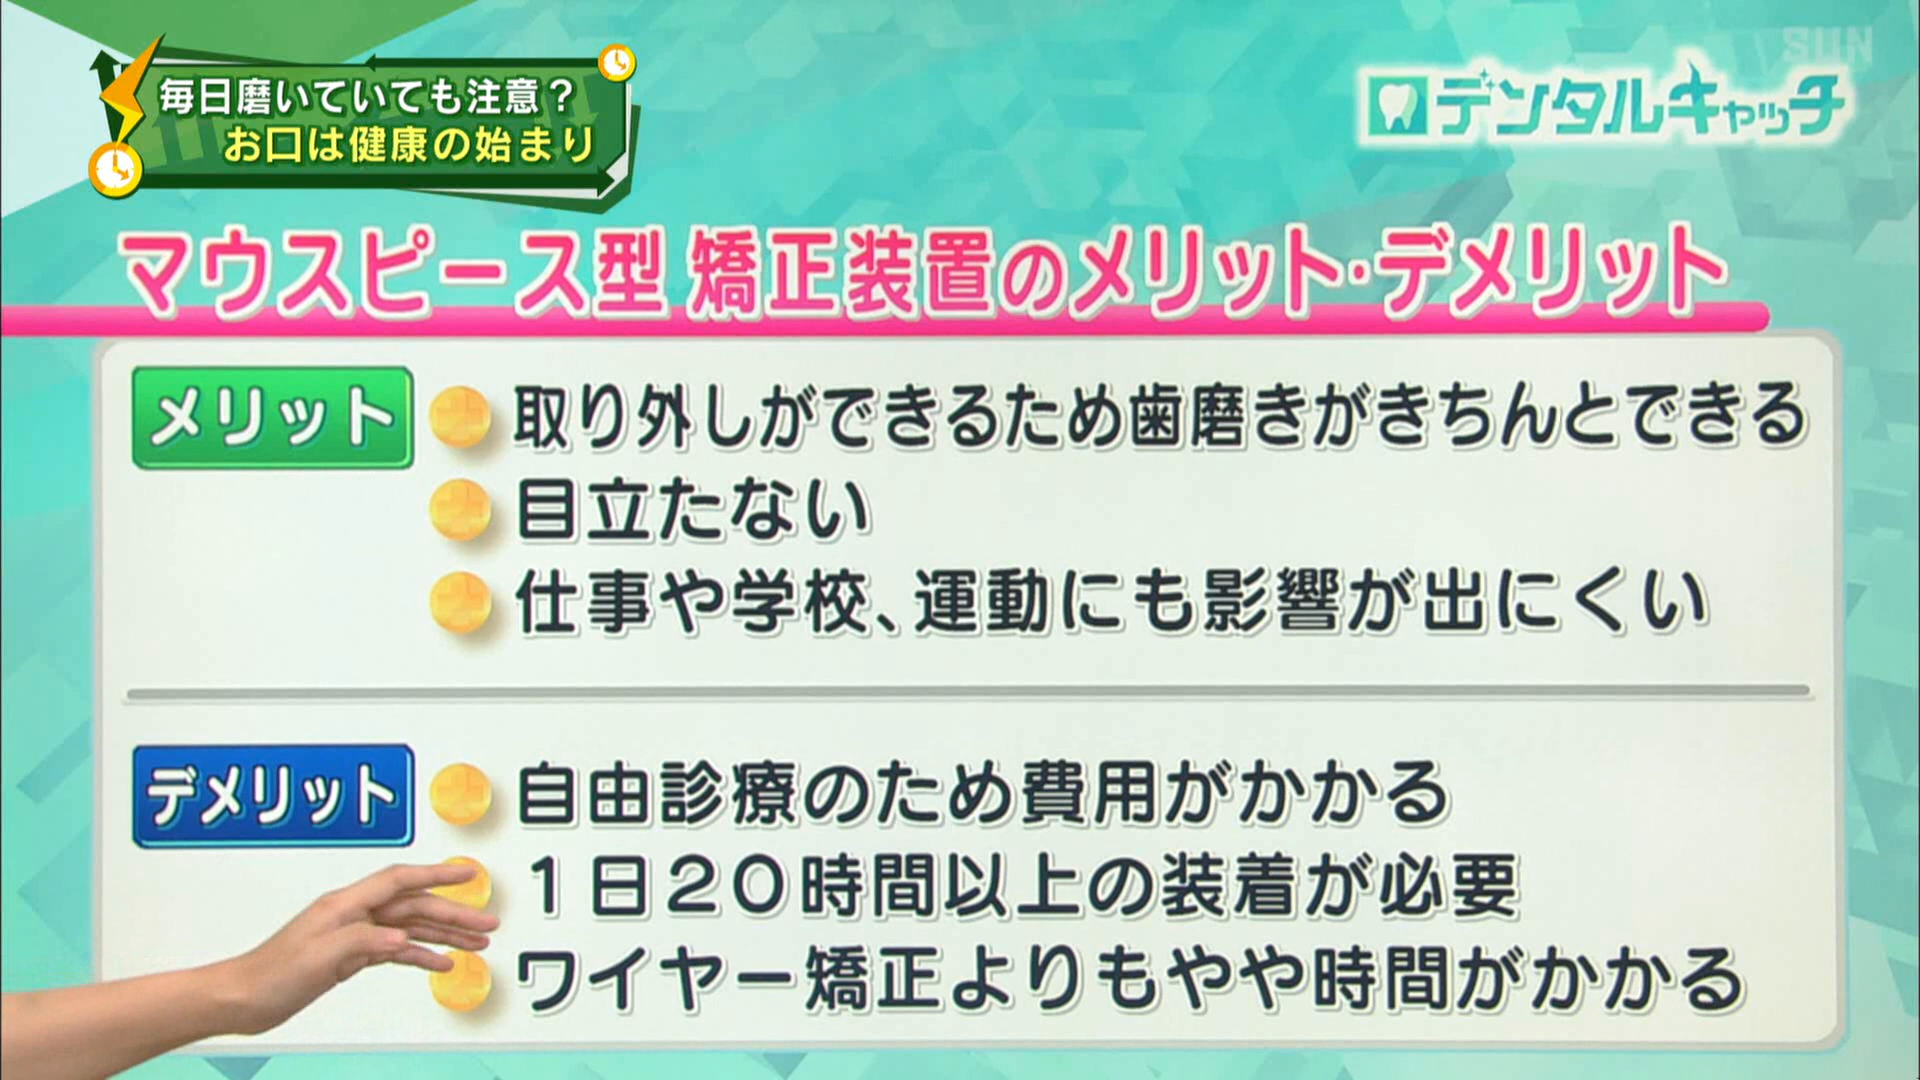 毎日磨いていても注意？
お口は健康の始まり
SUN
デンタルキャッチ
マウスピース型 矯正装置のメリット・デメリット
メリット
取り外しができるため歯磨きがきちんとできる
目立たない
仕事や学校、運動にも影響が出にくい
デメリット
自由診療のため費用がかかる
１日２０時間以上の装着が必要
ワイヤー矯正よりもやや時間がかかる